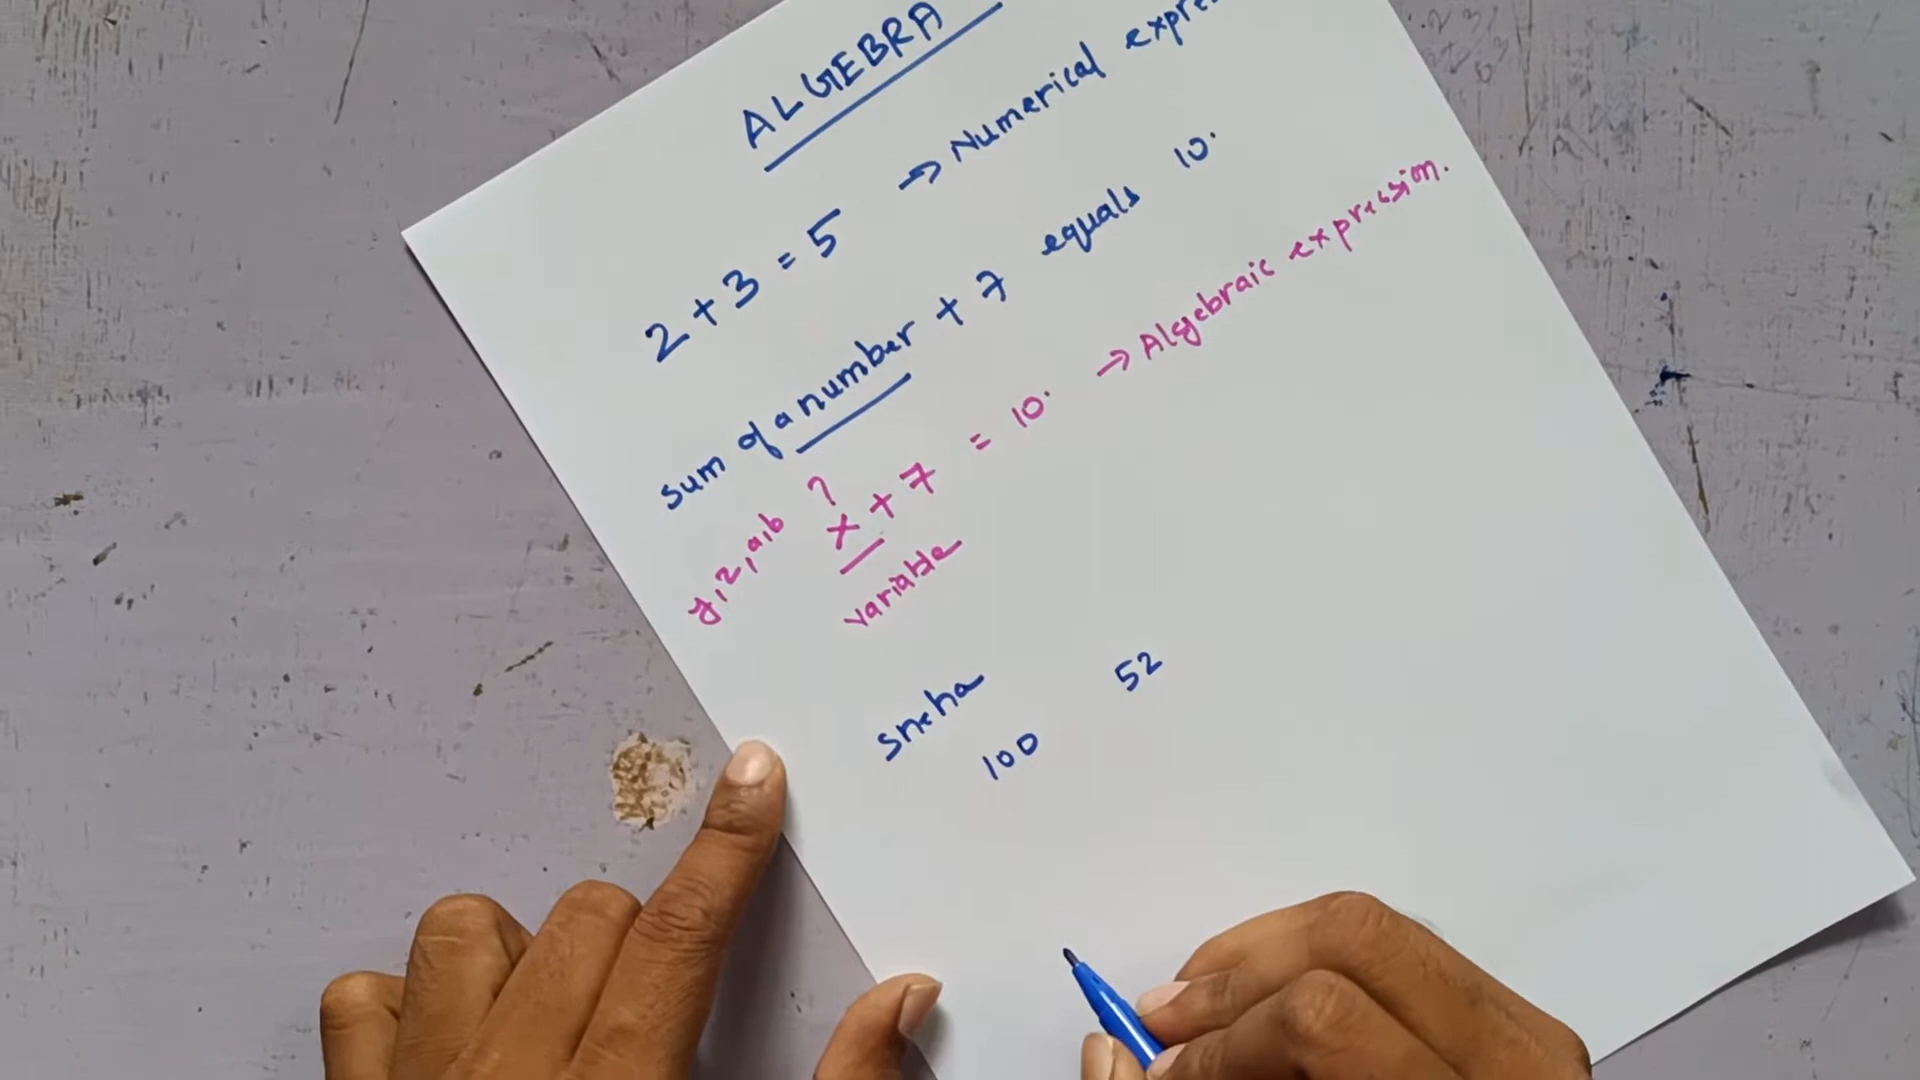 ALGEBRA
2 + 3 = 5 → Numerical expre
sum of a number + 7 equals 10.
?
y, z, a, b x + 7 = 10. → Algebraic expression.
variable
sneha 52
100